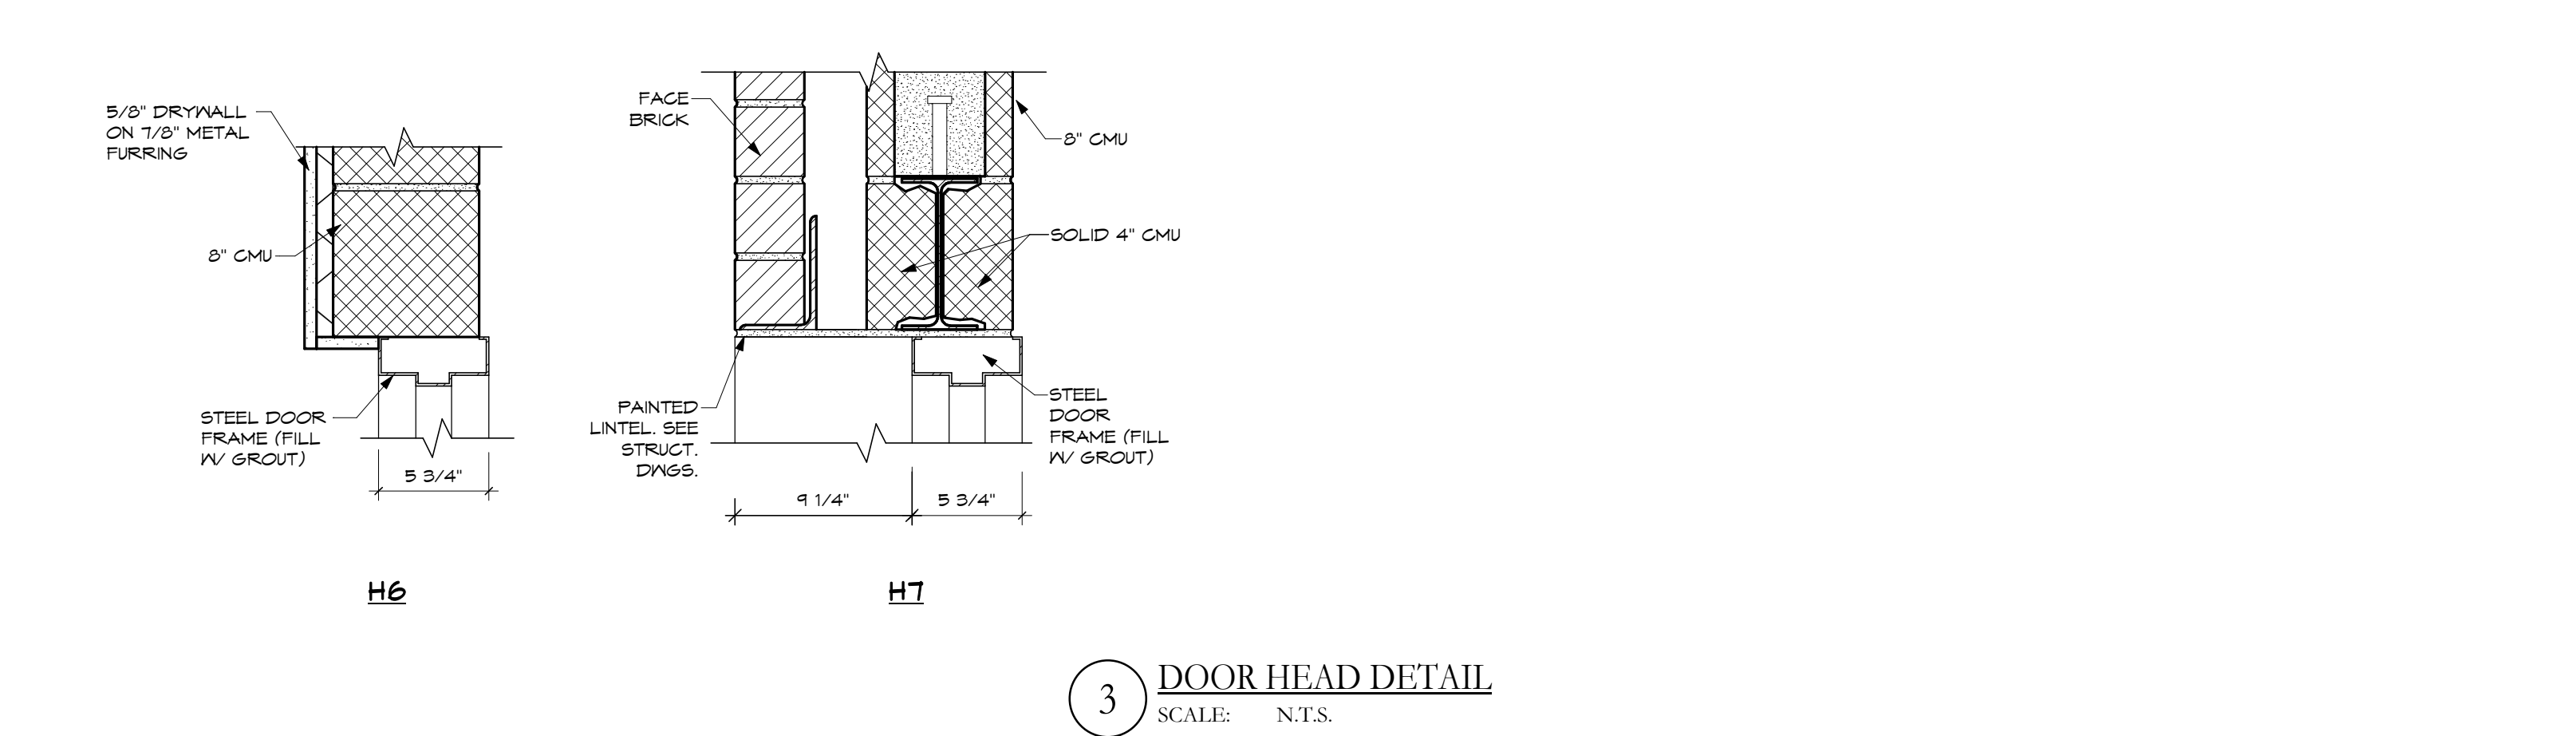 5/8" DRYWALL
ON 7/8" METAL
FURRING
8" CMU
STEEL DOOR
FRAME (FILL
W/ GROUT)
5 3/4"
H6
FACE
BRICK
8" CMU
SOLID 4" CMU
PAINTED
LINTEL. SEE
STRUCT.
DWGS.
STEEL
DOOR
FRAME (FILL
W/ GROUT)
9 1/4"
5 3/4"
H7
3
DOOR HEAD DETAIL
SCALE: N.T.S.